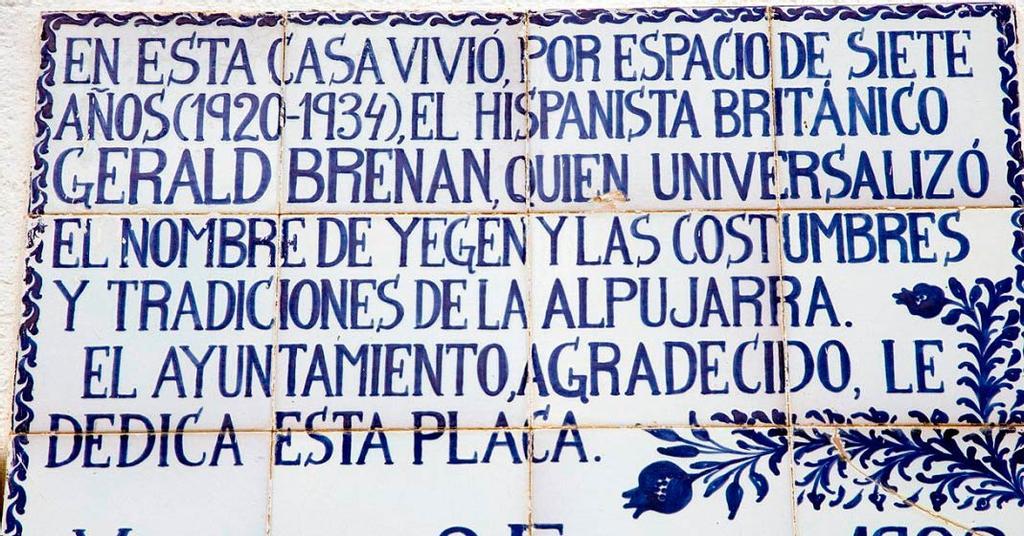 EN ESTA CASA VIVIÓ, POR ESPACIO DE SIETE
AÑOS (1920-1934), EL HISPANISTA BRITÁNICO
GERALD BRENAN, QUIEN UNIVERSALIZÓ
EL NOMBRE DE YEGEN Y LAS COSTUMBRES
Y TRADICIONES DE LA ALPUJARRA.
EL AYUNTAMIENTO, AGRADECIDO, LE
DEDICA ESTA PLACA.